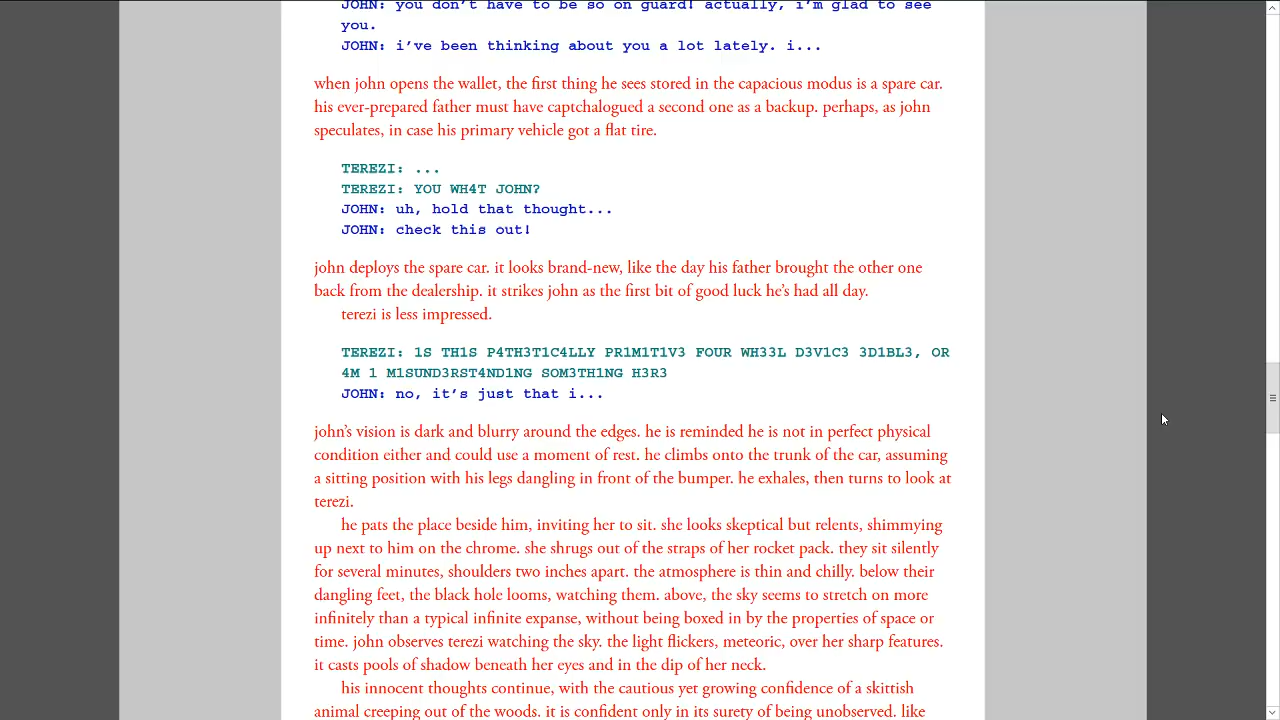 JOHN: you don't have to be so on guard! actually, i'm glad to see
you.
JOHN: i've been thinking about you a lot lately. i...
when john opens the wallet, the first thing he sees stored in the capacious modus is a spare car.
his ever-prepared father must have captchalogued a second one as a backup. perhaps, as john
speculates, in case his primary vehicle got a flat tire.
TEREZI: ...
TEREZI: YOU WH4T JOHN?
JOHN: uh, hold that thought...
JOHN: check this out!
john deploys the spare car. it looks brand-new, like the day his father brought the other one
back from the dealership. it strikes john as the first bit of good luck he's had all day.
terezi is less impressed.
TEREZI: 1S TH1S P4TH3T1C4LLY PR1M1T1V3 FOUR WH33L D3V1C3 3D1BL3, OR
4M 1 M1SUND3RST4ND1NG SOM3TH1NG H3R3
JOHN: no, it's just that i...
john's vision is dark and blurry around the edges. he is reminded he is not in perfect physical
condition either and could use a moment of rest. he climbs onto the trunk of the car, assuming
a sitting position with his legs dangling in front of the bumper. he exhales, then turns to look at
terezi.
he pats the place beside him, inviting her to sit. she looks skeptical but relents, shimmying
up next to him on the chrome. she shrugs out of the straps of her rocket pack. they sit silently
for several minutes, shoulders two inches apart. the atmosphere is thin and chilly. below their
dangling feet, the black hole looms, watching them. above, the sky seems to stretch on more
infinitely than a typical infinite expanse, without being boxed in by the properties of space or
time. john observes terezi watching the sky. the light flickers, meteoric, over her sharp features.
it casts pools of shadow beneath her eyes and in the dip of her neck.
his innocent thoughts continue, with the cautious yet growing confidence of a skittish
animal creeping out of the woods. it is confident only in its surety of being unobserved. like